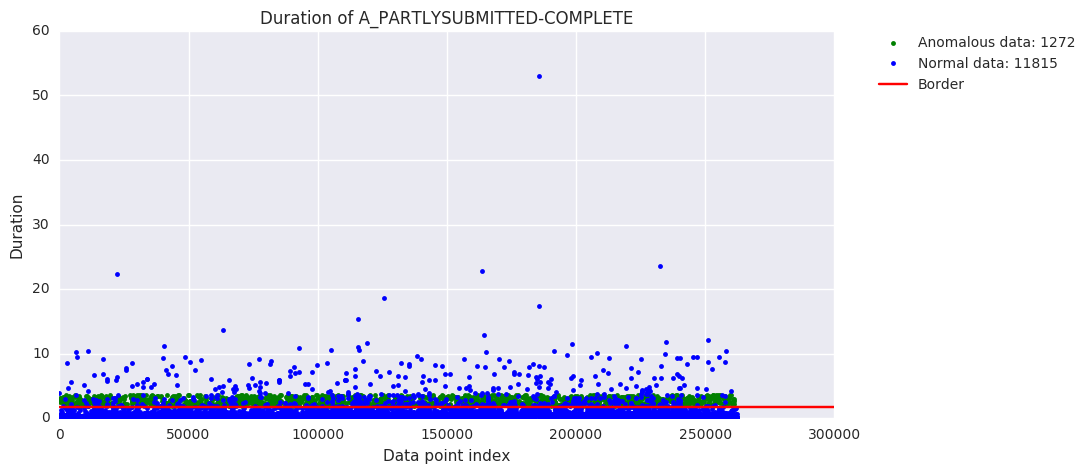 Duration of A_PARTLYSUBMITTED-COMPLETE
60
50
40
30
20
10
0
Duration
0
50000
100000
150000
200000
250000
300000
Data point index
Anomalous data: 1272
Normal data: 11815
Border